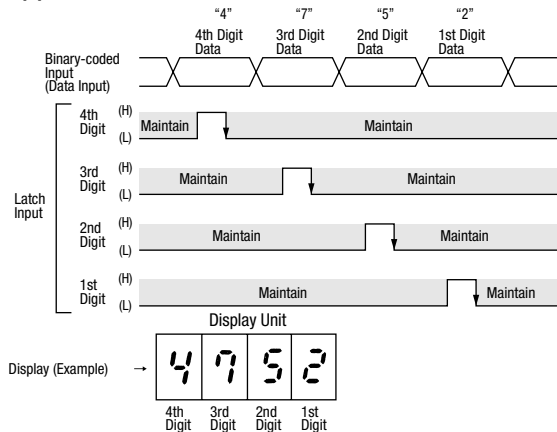 “4” “7” “5” “2”
4th Digit Data 3rd Digit Data 2nd Digit Data 1st Digit Data
Binary-coded
Input
(Data Input)
4th Digit (H) (L) Maintain Maintain
3rd Digit (H) (L) Maintain Maintain
Latch Input
2nd Digit (H) (L) Maintain Maintain
1st Digit (H) (L) Maintain Maintain
Display Unit
Display (Example) → 4 7 5 2
4th Digit 3rd Digit 2nd Digit 1st Digit